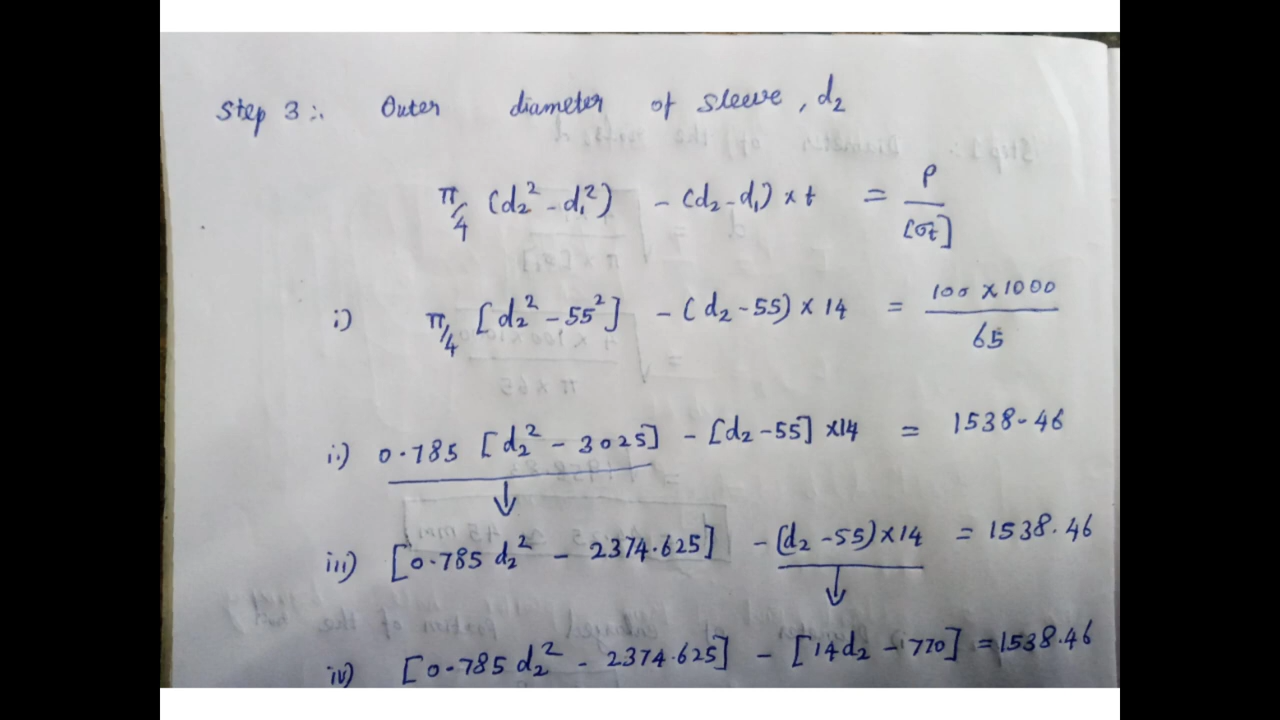 Step 3 :. Outer diameter of sleeve, d₂
π/4 (d₂² - d₁²) - (d₂ - d₁) × t = P / [σt]
i) π/4 [d₂² - 55²] - (d₂ - 55) × 14 = 100 × 1000 / 65
ii) 0.785 [d₂² - 3025] - [d₂ - 55] × 14 = 1538.46
iii) [0.785 d₂² - 2374.625] - (d₂ - 55) × 14 = 1538.46
iv) [0.785 d₂² - 2374.625] - [14d₂ - 770] = 1538.46